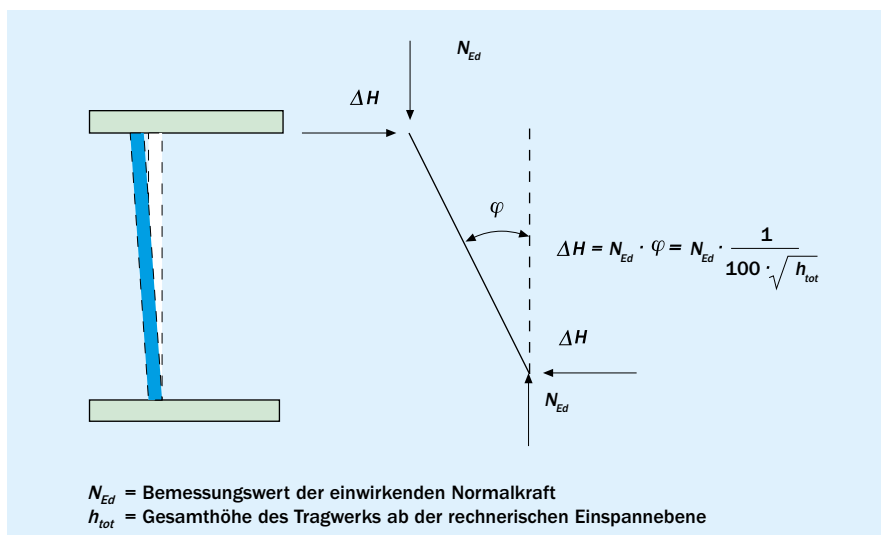 N_Ed
ΔH
φ
ΔH = N_Ed · φ = N_Ed · 1 / (100 · √h_tot)
ΔH
N_Ed
N_Ed = Bemessungswert der einwirkenden Normalkraft
h_tot = Gesamthöhe des Tragwerks ab der rechnerischen Einspannebene